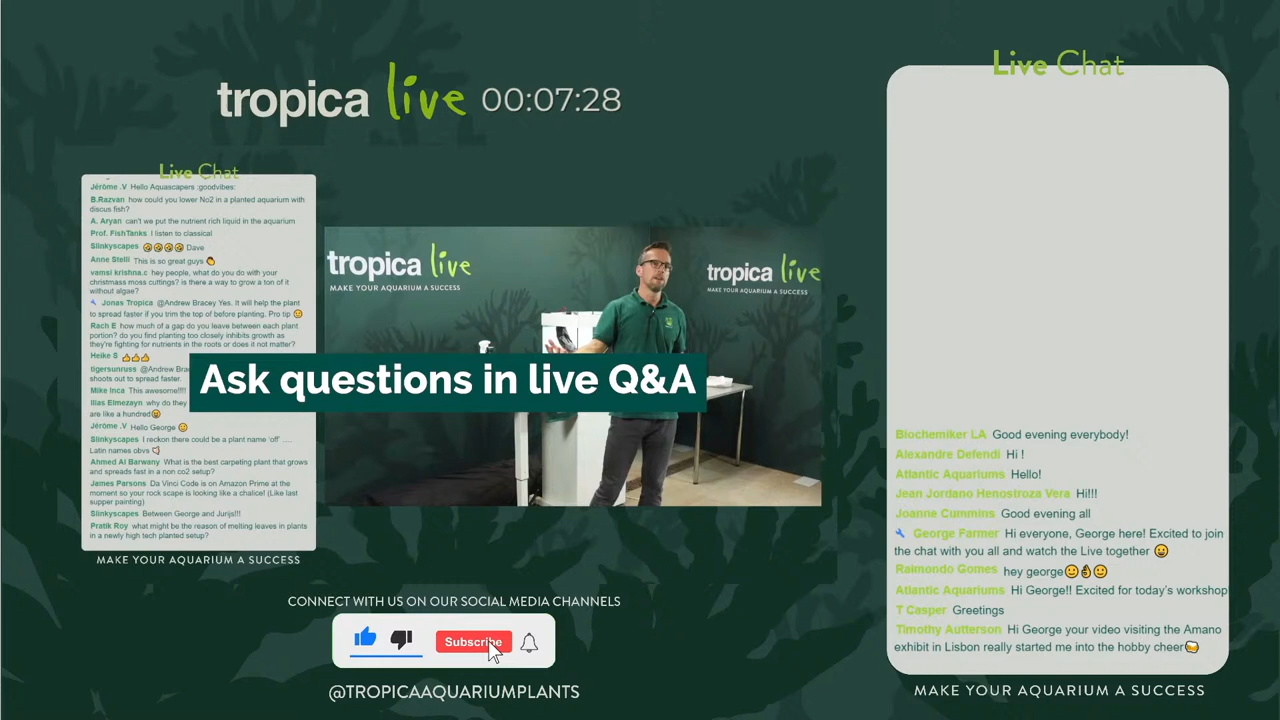 tropica live 00:07:28
Live Chat
Jérôme .V Hello Aquascapers :goodvibes:
B.Razvan how could you lower No2 in a planted aquarium with
discus fish?
A. Aryan can't we put the nutrient rich liquid in the aquarium
Prof. FishTanks I listen to classical
Slinkyscapes 🤣🤣🤣🤣 Dave
Anne Stelli This is so great guys 👏
vamsi krishna.c hey people, what do you do with your
christmas moss cuttings? is there a way to grow a ton of it
without algae?
Jonas Tropica @Andrew Bracey Yes. It will help the plant
to spread faster if you trim the top of before planting. Pro tip 🙂
Rach E how much of a gap do you leave between each plant
portion? do you find planting too closely inhibits growth as
they're fighting for nutrients in the roots or does it not matter?
Heike S 👍👍👍
tigersunruss @Andrew Bra
shoots out to spread faster.
Mike Inca This awesome!!!!
Illas Elmezayn why do they
are like a hundred😄
Jérôme .V Hello George 😊
Slinkyscapes I reckon there could be a plant name 'off' .....
Latin names obvs
Ahmed Al Barwany What is the best carpeting plant that grows
and spreads fast in a non co2 setup?
James Parsons Da Vinci Code is on Amazon Prime at the
moment so your rock scape is looking like a chalice! (Like last
supper painting)
Slinkyscapes Between George and Jurijs!!!
Pratik Roy what might be the reason of melting leaves in plants
in a newly high tech planted setup?
MAKE YOUR AQUARIUM A SUCCESS
tropica live
MAKE YOUR AQUARIUM A SUCCESS
tropica live
MAKE YOUR AQUARIUM A SUCCESS
Ask questions in live Q&A
CONNECT WITH US ON OUR SOCIAL MEDIA CHANNELS
Subscribe
@TROPICAAQUARIUMPLANTS
Live Chat
Biochemiker LA Good evening everybody!
Alexandre Defendi Hi !
Atlantic Aquariums Hello!
Jean Jordano Henostroza Vera Hi!!!
Joanne Cummins Good evening all
George Farmer Hi everyone, George here! Excited to join
the chat with you all and watch the Live together 😀
Raimondo Gomes hey george🙂👌🙂
Atlantic Aquariums Hi George!! Excited for today's workshop
T Casper Greetings
Timothy Autterson Hi George your video visiting the Amano
exhibit in Lisbon really started me into the hobby cheer🍻
MAKE YOUR AQUARIUM A SUCCESS